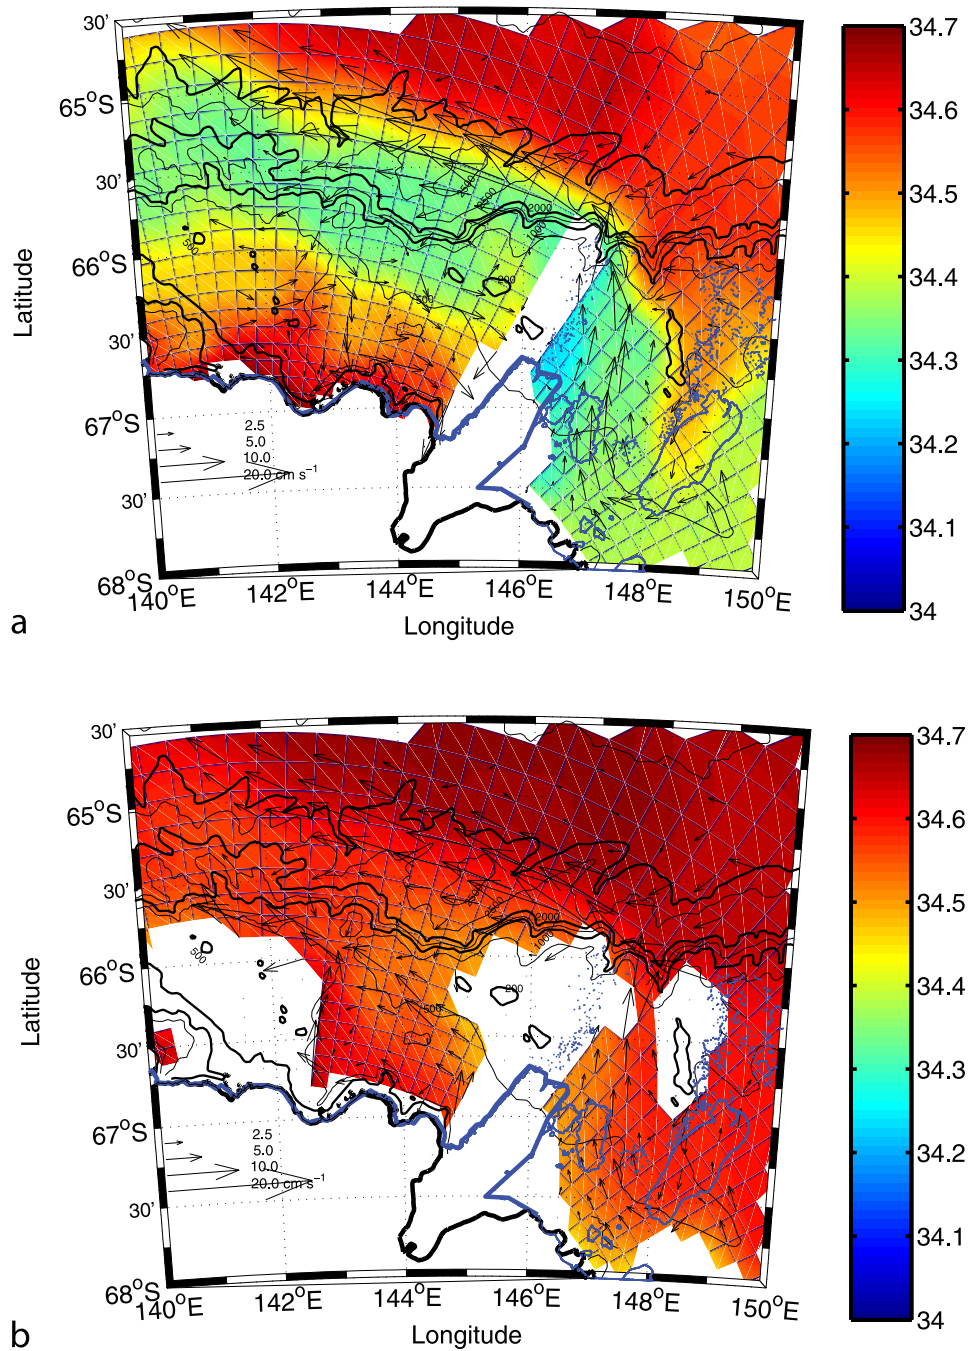 30'
65°S
30'
66°S
30'
67°S
30'
68°S
Latitude
140°E
142°E
144°E
146°E
148°E
150°E
Longitude
2.5
5.0
10.0
20.0 cm s⁻¹
500
500
200
1000
2000
34.7
34.6
34.5
34.4
34.3
34.2
34.1
34
a
30'
65°S
30'
66°S
30'
67°S
30'
68°S
Latitude
140°E
142°E
144°E
146°E
148°E
150°E
Longitude
2.5
5.0
10.0
20.0 cm s⁻¹
500
500
200
1000
2000
34.7
34.6
34.5
34.4
34.3
34.2
34.1
34
b